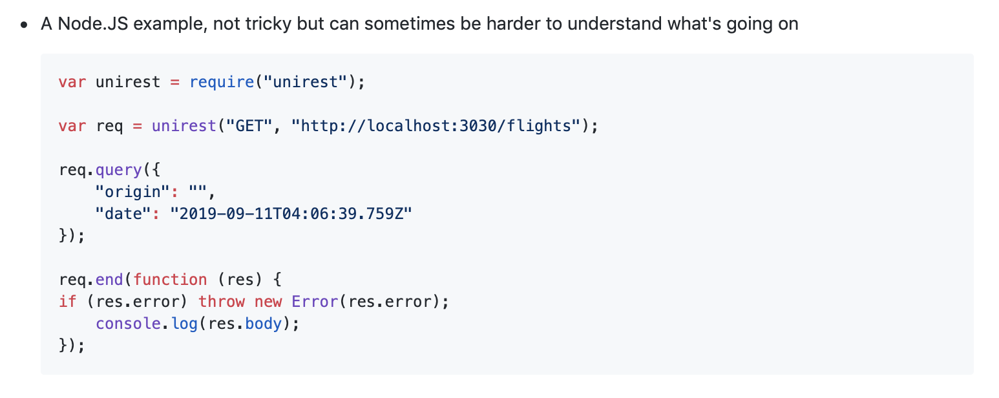 • A Node.JS example, not tricky but can sometimes be harder to understand what's going on
var unirest = require("unirest");
var req = unirest("GET", "http://localhost:3030/flights");
req.query({
    "origin": "",
    "date": "2019-09-11T04:06:39.759Z"
});
req.end(function (res) {
if (res.error) throw new Error(res.error);
    console.log(res.body);
});